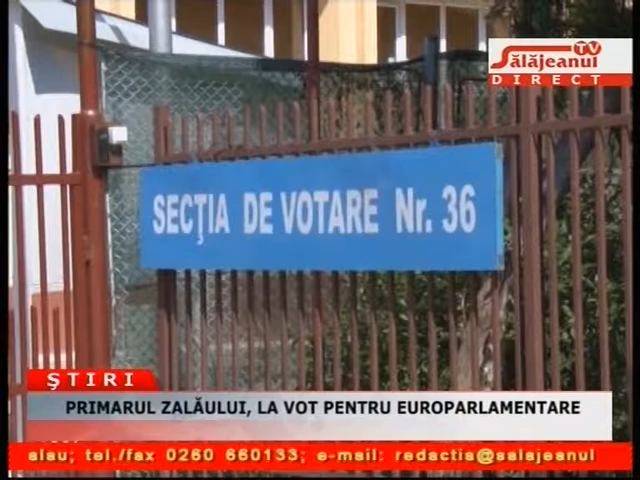 Sălăjeanul TV
DIRECT
SECŢIA DE VOTARE Nr. 36
ŞTIRI
PRIMARUL ZALĂULUI, LA VOT PENTRU EUROPARLAMENTARE
alau; tel./fax 0260 660133; e-mail: redactia@salajeanul